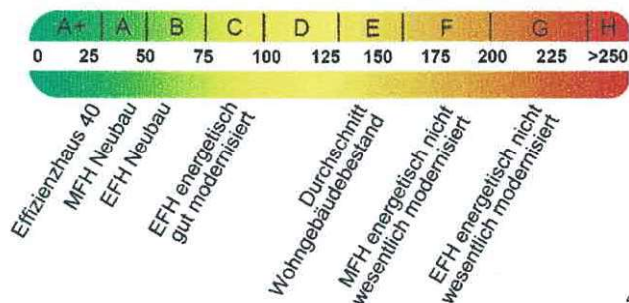 A+ A B C D E F G H
0 25 50 75 100 125 150 175 200 225 >250
Effizienzhaus 40
MFH Neubau
EFH Neubau
EFH energetisch
gut modernisiert
Durchschnitt
Wohngebäudebestand
MFH energetisch nicht
wesentlich modernisiert
EFH energetisch nicht
wesentlich modernisiert